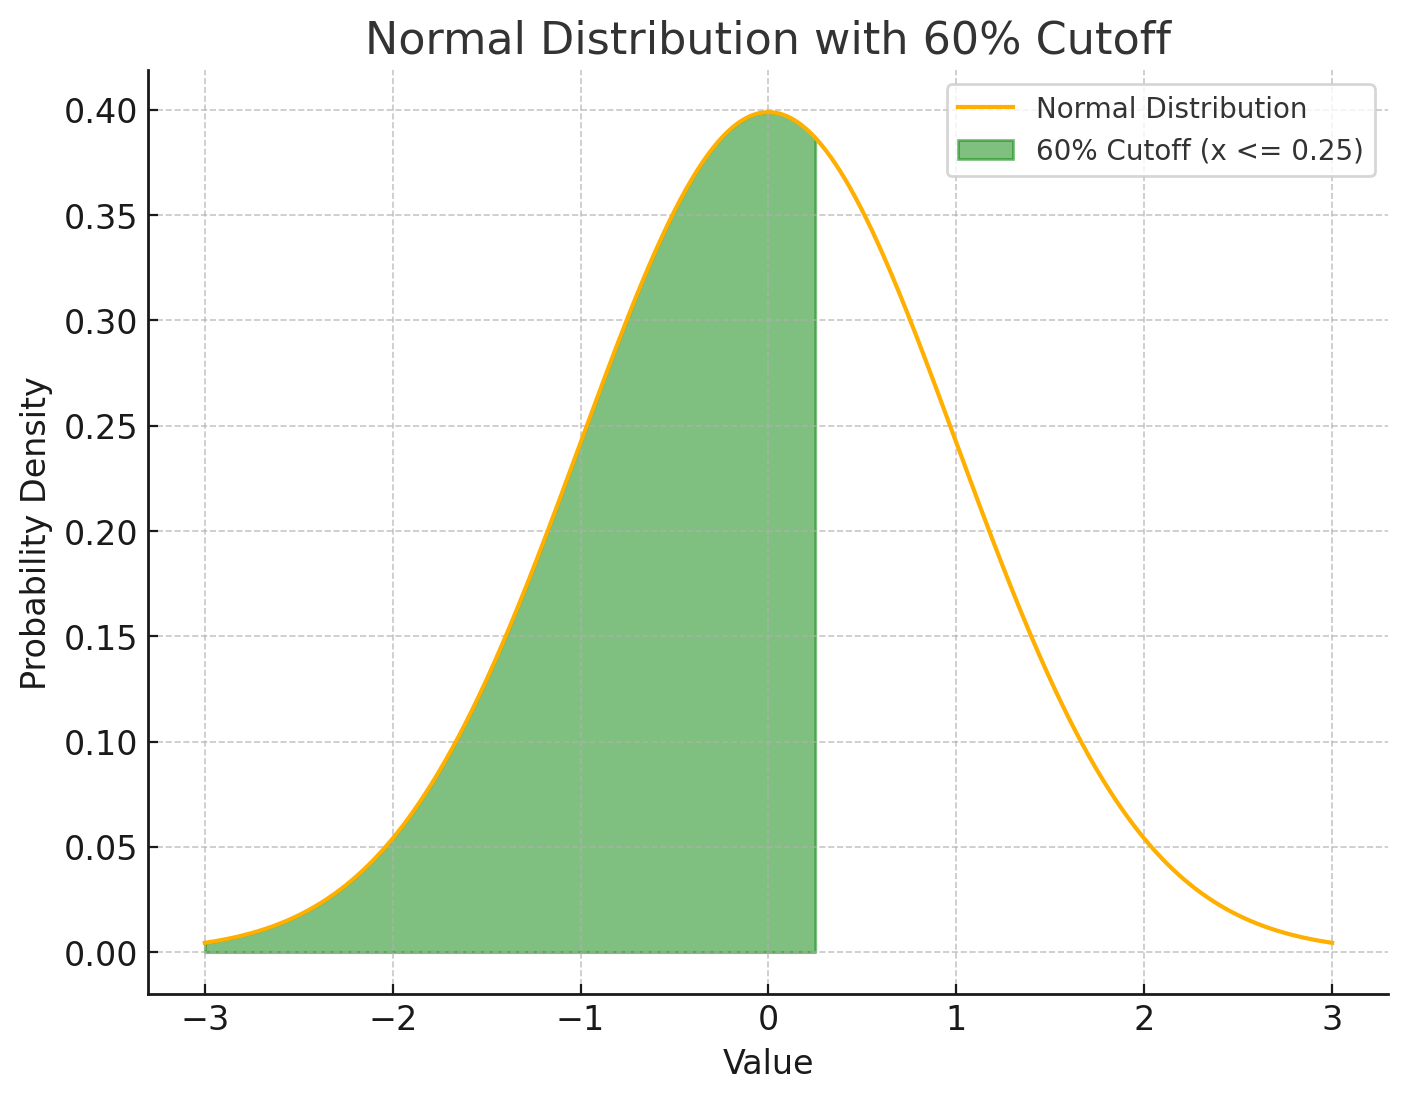 Normal Distribution with 60% Cutoff
Normal Distribution
60% Cutoff (x <= 0.25)
0.40
0.35
0.30
0.25
0.20
0.15
0.10
0.05
0.00
Probability Density
−3 −2 −1 0 1 2 3
Value